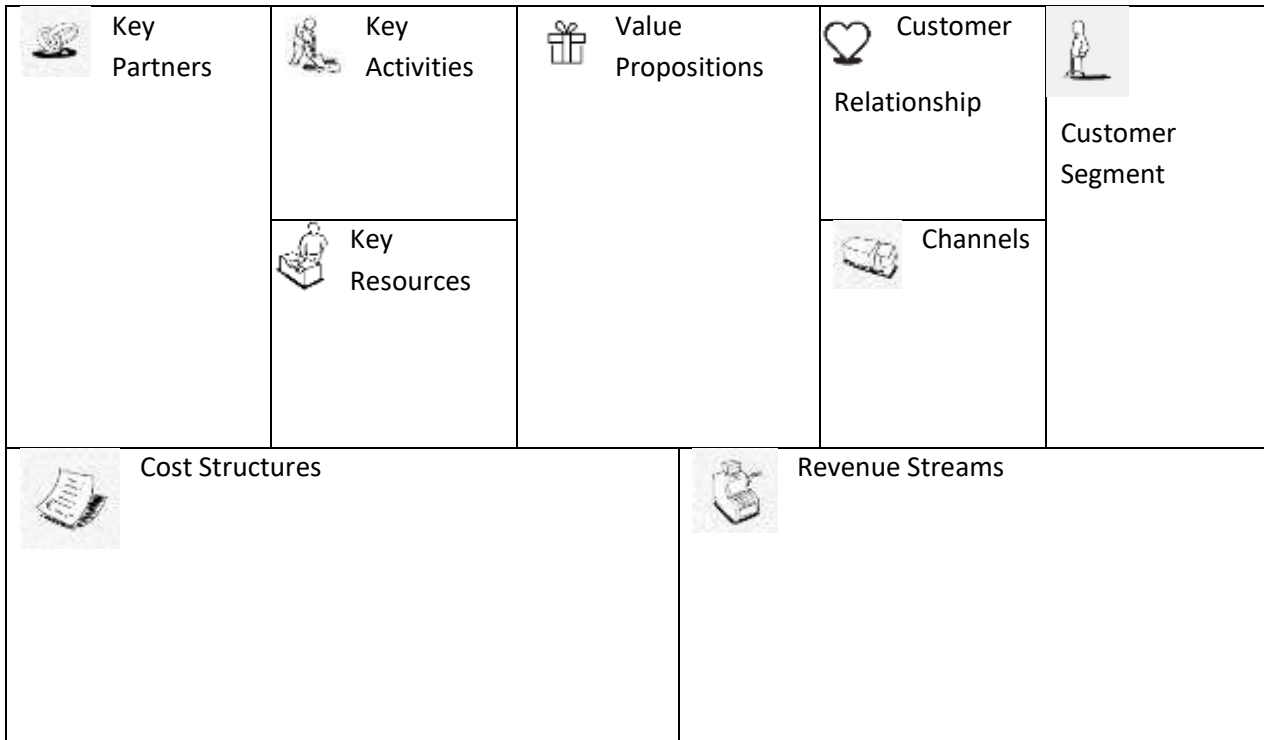 Key
Partners
Key
Activities
Value
Propositions
Customer
Relationship
Customer
Segment
Key
Resources
Channels
Cost Structures
Revenue Streams